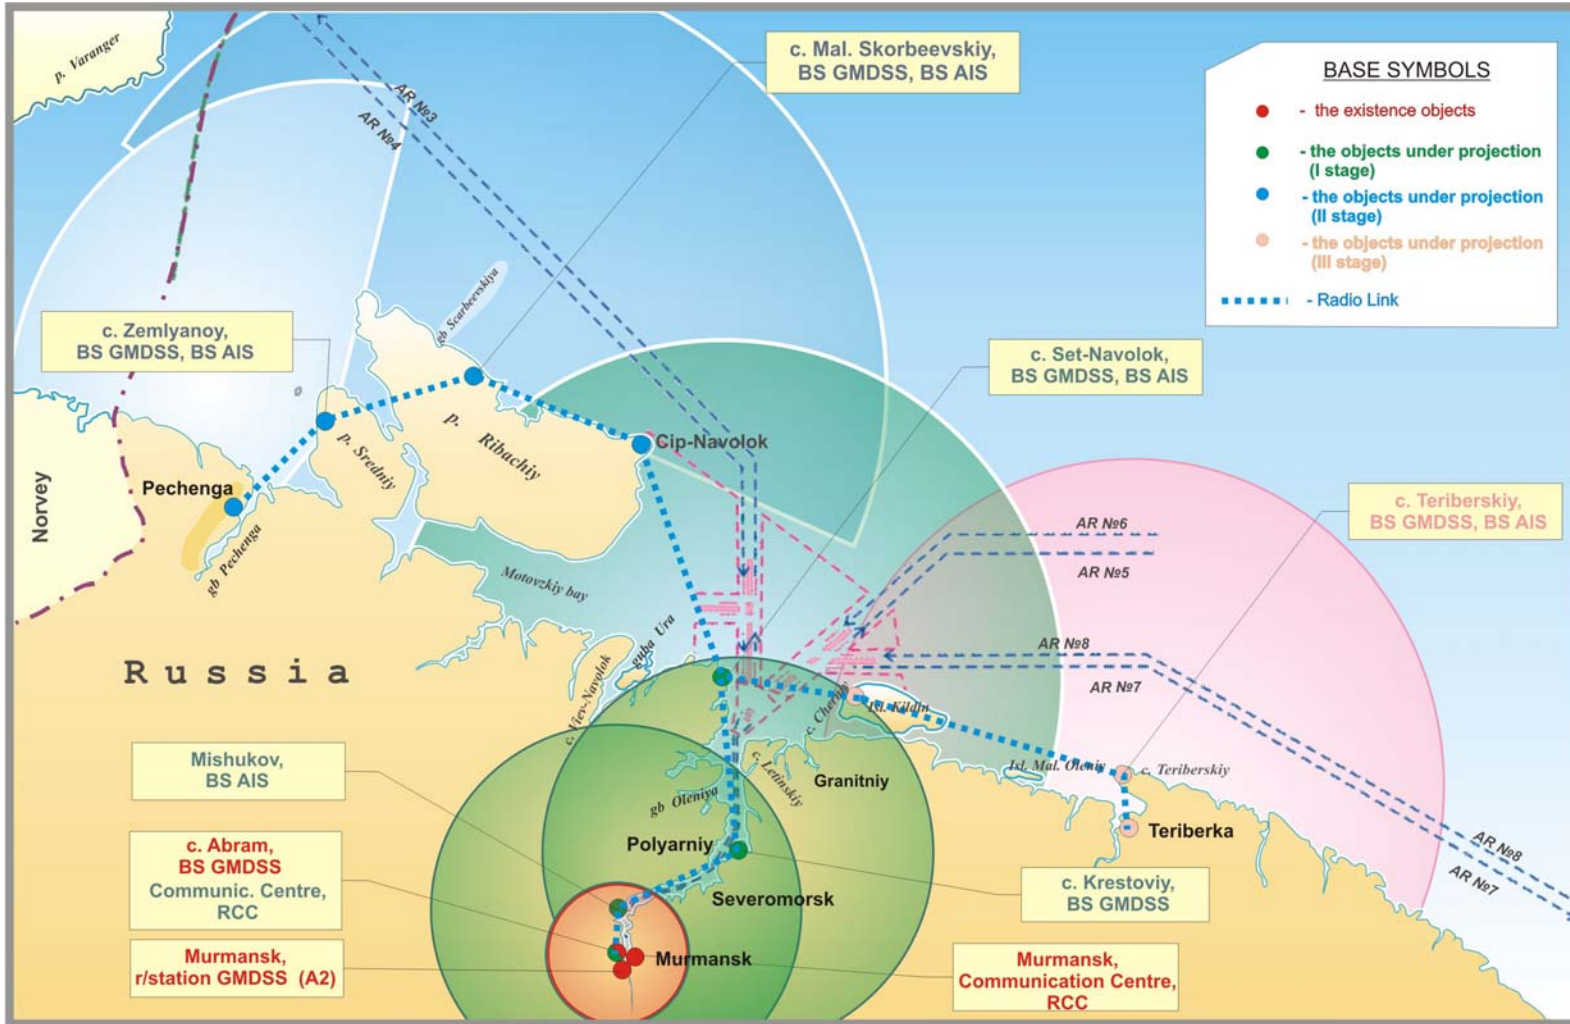 p. Varanger
AR №3
AR №4
c. Mal. Skorbeevskiy,
BS GMDSS, BS AIS
BASE SYMBOLS
- the existence objects
- the objects under projection
(I stage)
- the objects under projection
(II stage)
- the objects under projection
(III stage)
- Radio Link
gb Scarbeevskiya
c. Zemlyanoy,
BS GMDSS, BS AIS
c. Set-Navolok,
BS GMDSS, BS AIS
p. Sredniy
p. Ribachiy
Cip-Navolok
Norvey
Pechenga
gb Pechenga
c. Teriberskiy,
BS GMDSS, BS AIS
AR №6
AR №5
Motovzkiy bay
guba Ura
c. Viev-Navolok
AR №8
AR №7
Russia
c. Cherniy
Isl. Kildin
Isl. Mal. Oleniy
c. Teriberskiy
Mishukov,
BS AIS
gb Oleniya
c. Letinskiy
Granitniy
Teriberka
Polyarniy
AR №8
AR №7
c. Abram,
BS GMDSS
Communic. Centre,
RCC
Severomorsk
c. Krestoviy,
BS GMDSS
Murmansk,
r/station GMDSS (A2)
Murmansk
Murmansk,
Communication Centre,
RCC